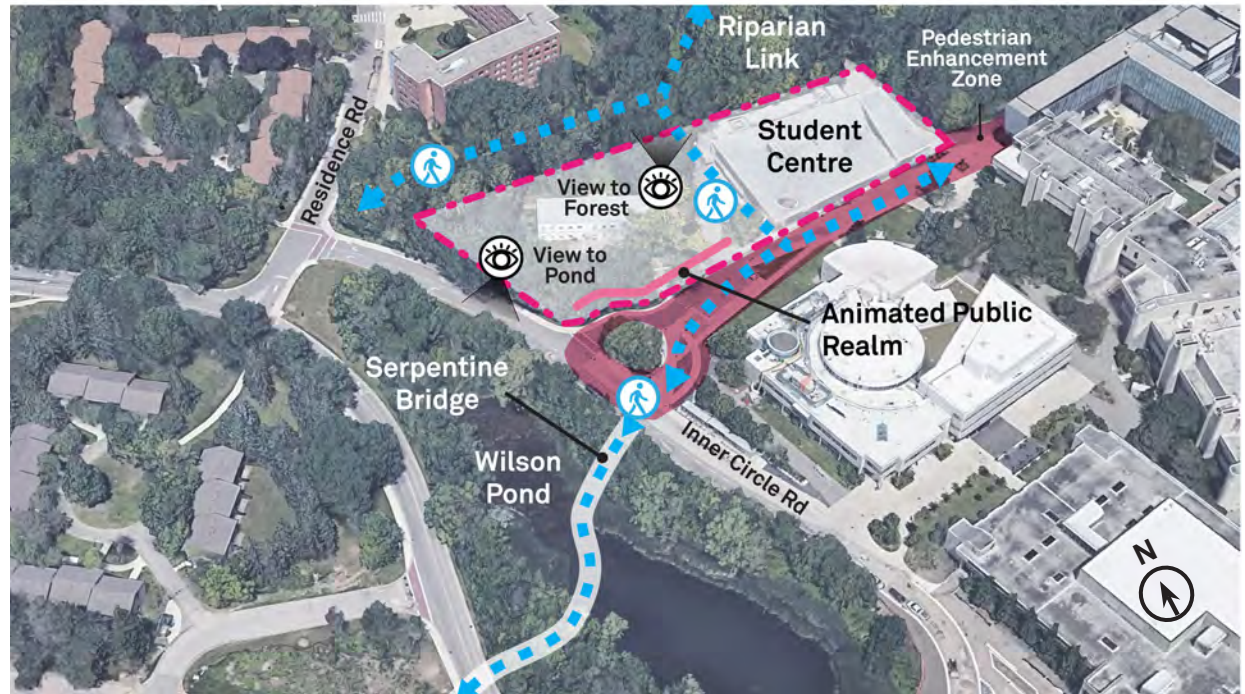 Riparian
Link
Pedestrian
Enhancement
Zone
Student
Centre
Residence Rd
View to
Forest
View to
Pond
Animated Public
Realm
Serpentine
Bridge
Wilson
Pond
Inner Circle Rd
N